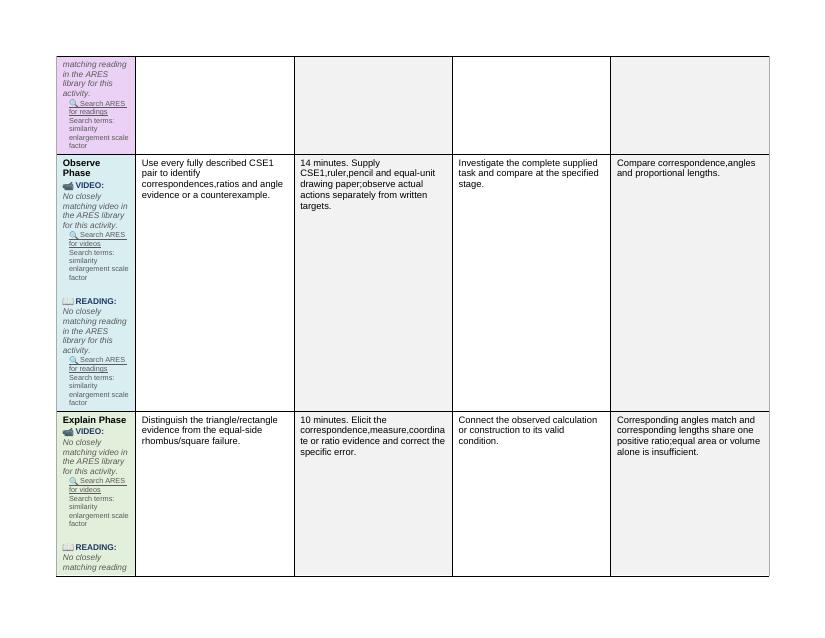 matching reading
in the ARES
library for this
activity.
🔍 Search ARES
for readings
Search terms:
similarity
enlargement scale
factor
Observe
Phase
📹 VIDEO:
No closely
matching video in
the ARES library
for this activity.
🔍 Search ARES
for videos
Search terms:
similarity
enlargement scale
factor
📖 READING:
No closely
matching reading
in the ARES
library for this
activity.
🔍 Search ARES
for readings
Search terms:
similarity
enlargement scale
factor
Use every fully described CSE1
pair to identify
correspondences,ratios and angle
evidence or a counterexample.
14 minutes. Supply
CSE1,ruler,pencil and equal-unit
drawing paper;observe actual
actions separately from written
targets.
Investigate the complete supplied
task and compare at the specified
stage.
Compare correspondence,angles
and proportional lengths.
Explain Phase
📹 VIDEO:
No closely
matching video in
the ARES library
for this activity.
🔍 Search ARES
for videos
Search terms:
similarity
enlargement scale
factor
📖 READING:
No closely
matching reading
Distinguish the triangle/rectangle
evidence from the equal-side
rhombus/square failure.
10 minutes. Elicit the
correspondence,measure,coordina
te or ratio evidence and correct the
specific error.
Connect the observed calculation
or construction to its valid
condition.
Corresponding angles match and
corresponding lengths share one
positive ratio;equal area or volume
alone is insufficient.